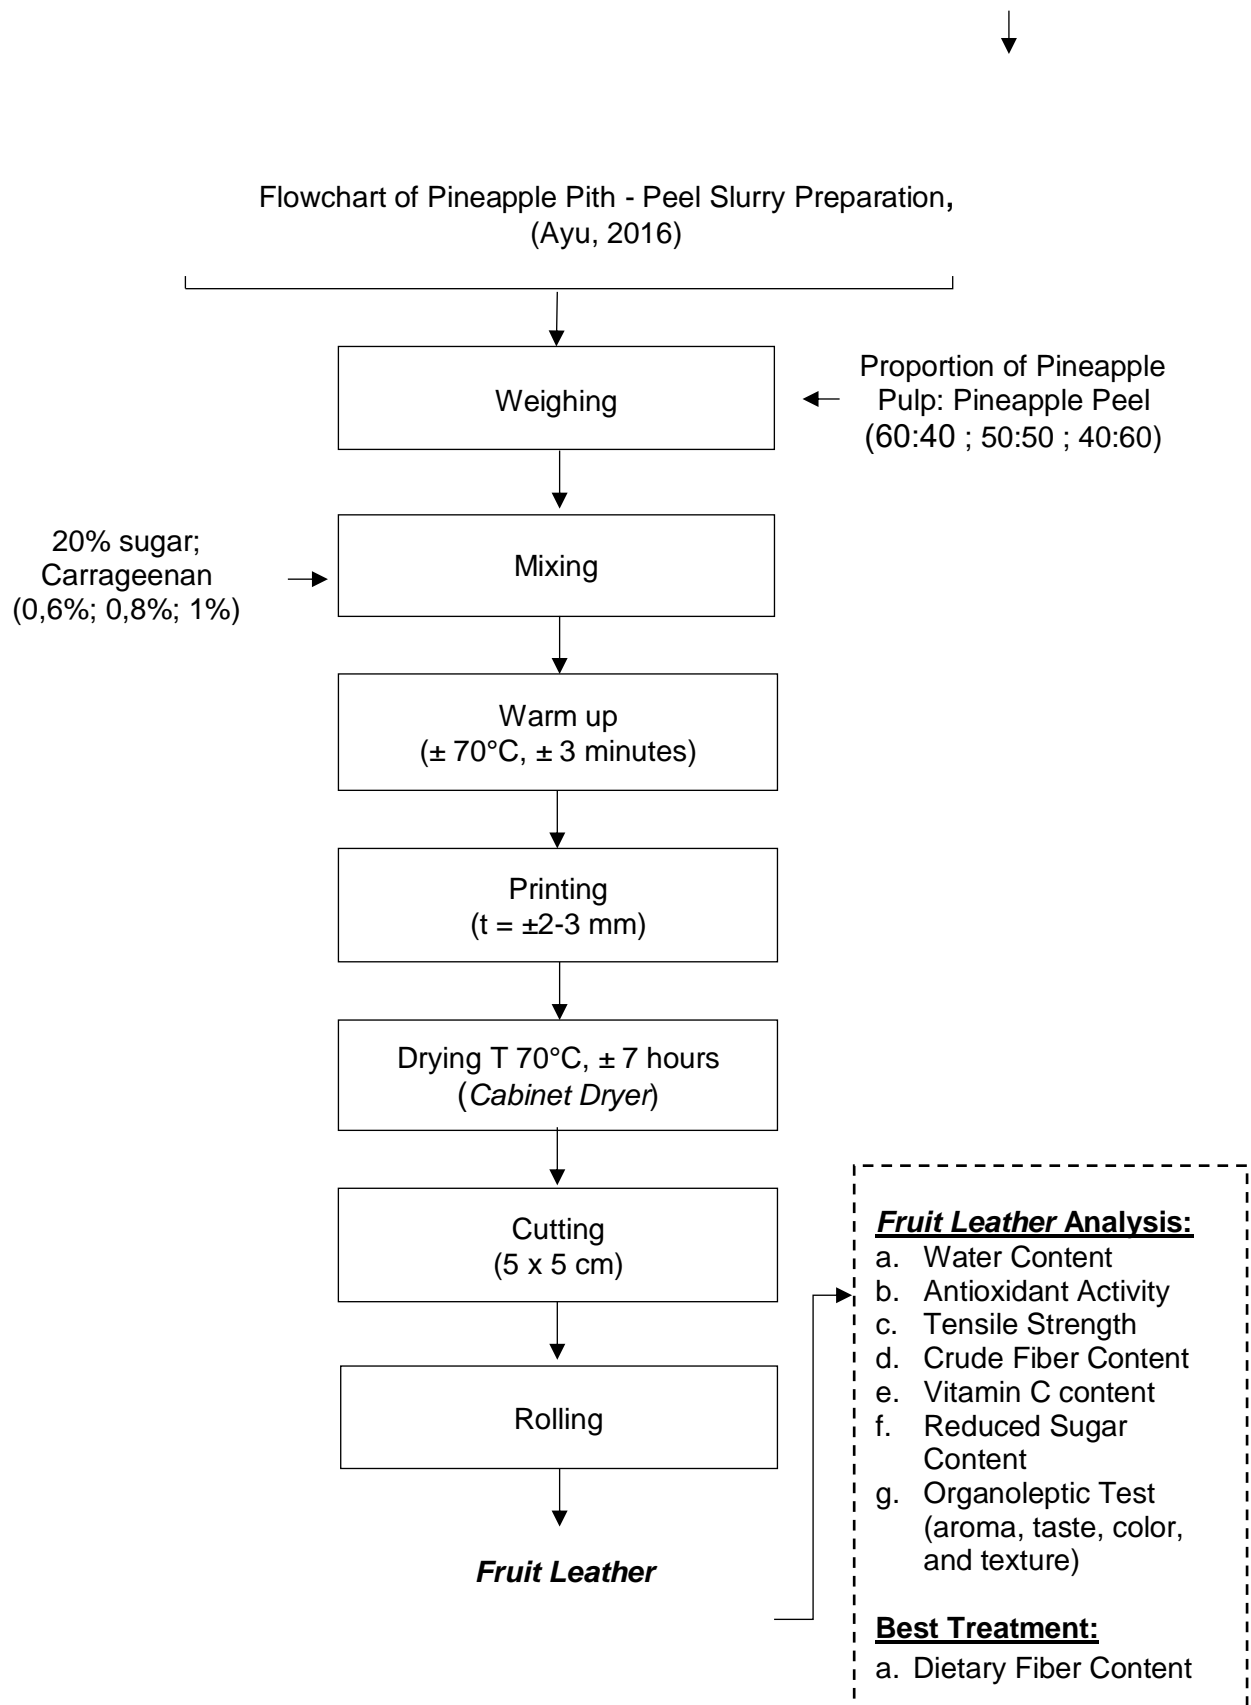 Flowchart of Pineapple Pith - Peel Slurry Preparation,
(Ayu, 2016)
Weighing
Proportion of Pineapple
Pulp: Pineapple Peel
(60:40 ; 50:50 ; 40:60)
20% sugar;
Carrageenan
(0,6%; 0,8%; 1%)
Mixing
Warm up
(± 70°C, ± 3 minutes)
Printing
(t = ±2-3 mm)
Drying T 70°C, ± 7 hours
(Cabinet Dryer)
Cutting
(5 x 5 cm)
Rolling
Fruit Leather
Fruit Leather Analysis:
a. Water Content
b. Antioxidant Activity
c. Tensile Strength
d. Crude Fiber Content
e. Vitamin C content
f. Reduced Sugar
Content
g. Organoleptic Test
(aroma, taste, color,
and texture)
Best Treatment:
a. Dietary Fiber Content